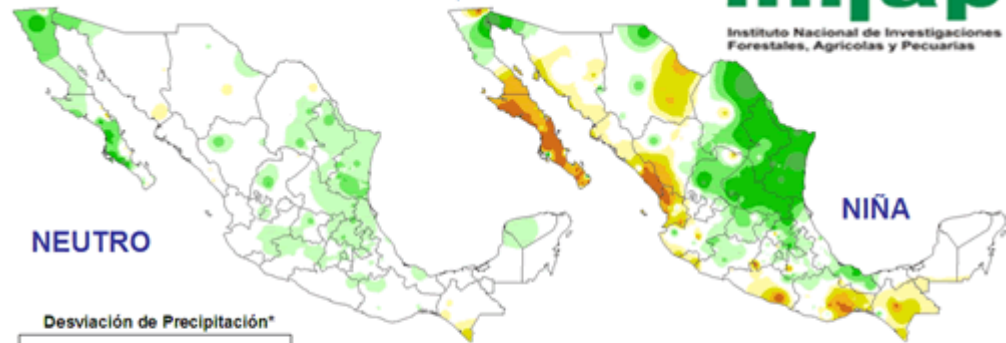 Instituto Nacional de Investigaciones
Forestales, Agrícolas y Pecuarias
NEUTRO
NIÑA
Desviación de Precipitación*